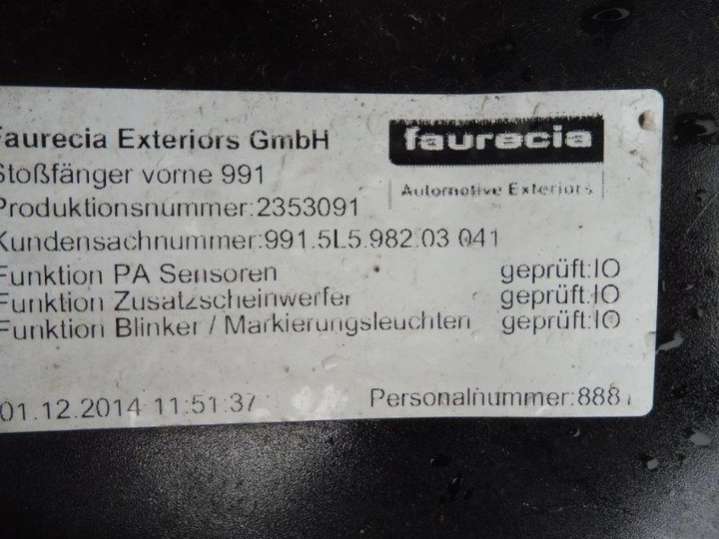 Faurecia Exteriors GmbH
faurecia
Automotive Exteriors
Stoßfänger vorne 991
Produktionsnummer:2353091
Kundensachnummer:991.5L5.982.03 041
Funktion PA Sensoren geprüft:IO
Funktion Zusatzscheinwerfer geprüft:IO
Funktion Blinker / Markierungsleuchten geprüft:IO
01.12.2014 11:51:37 Personalnummer:888